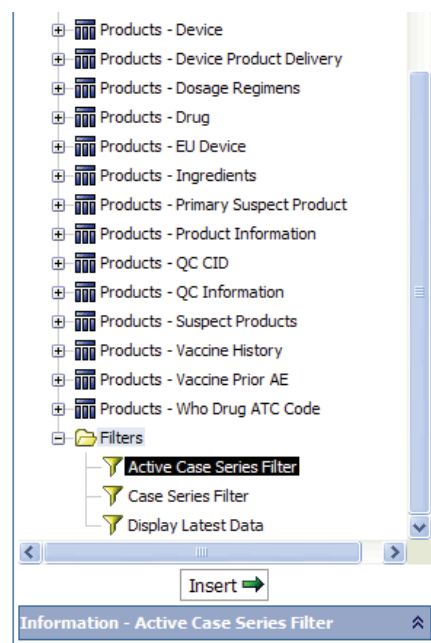 Products - Device
Products - Device Product Delivery
Products - Dosage Regimens
Products - Drug
Products - EU Device
Products - Ingredients
Products - Primary Suspect Product
Products - Product Information
Products - QC CID
Products - QC Information
Products - Suspect Products
Products - Vaccine History
Products - Vaccine Prior AE
Products - Who Drug ATC Code
Filters
Active Case Series Filter
Case Series Filter
Display Latest Data
Insert
Information - Active Case Series Filter